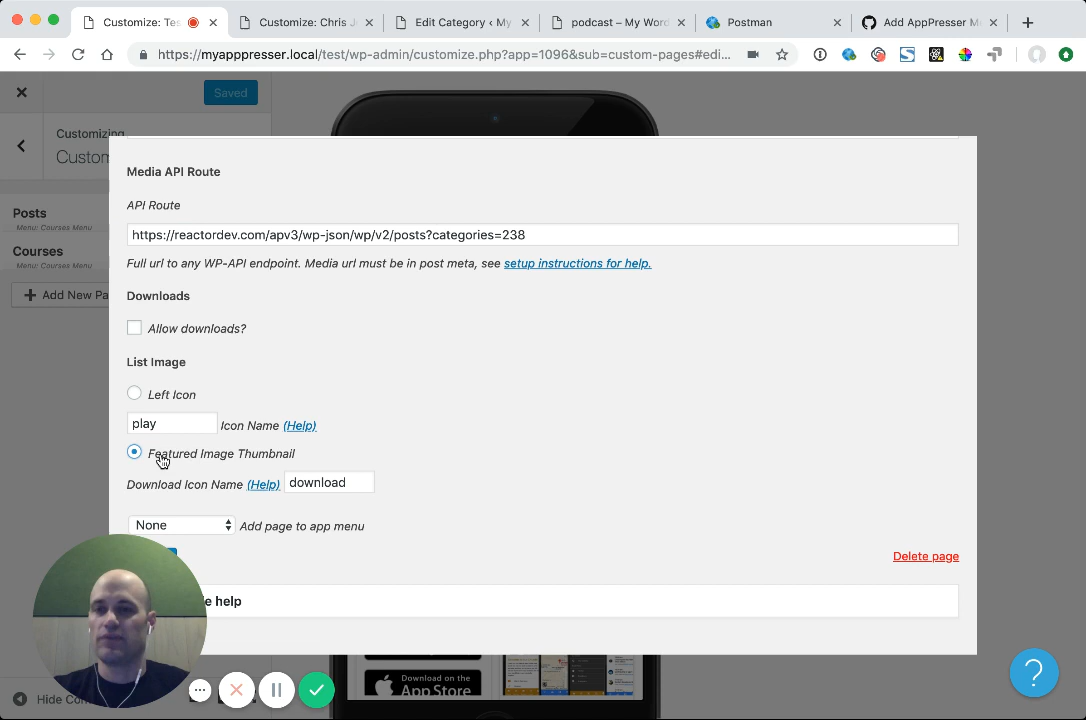 Customize: Tes
Customize: Chris J
Edit Category ‹ My
podcast – My Word
Postman
Add AppPresser M
https://myapppresser.local/test/wp-admin/customize.php?app=1096&sub=custom-pages#edi...
Saved
Customizing
Custom
Posts
Menu: Courses Menu
Courses
Menu: Courses Menu
Add New Pa
Media API Route
API Route
https://reactordev.com/apv3/wp-json/wp/v2/posts?categories=238
Full url to any WP-API endpoint. Media url must be in post meta, see setup instructions for help.
Downloads
Allow downloads?
List Image
Left Icon
play Icon Name (Help)
Featured Image Thumbnail
Download Icon Name (Help) download
None Add page to app menu
Delete page
e help
Download on the
App Store
Hide Con
?